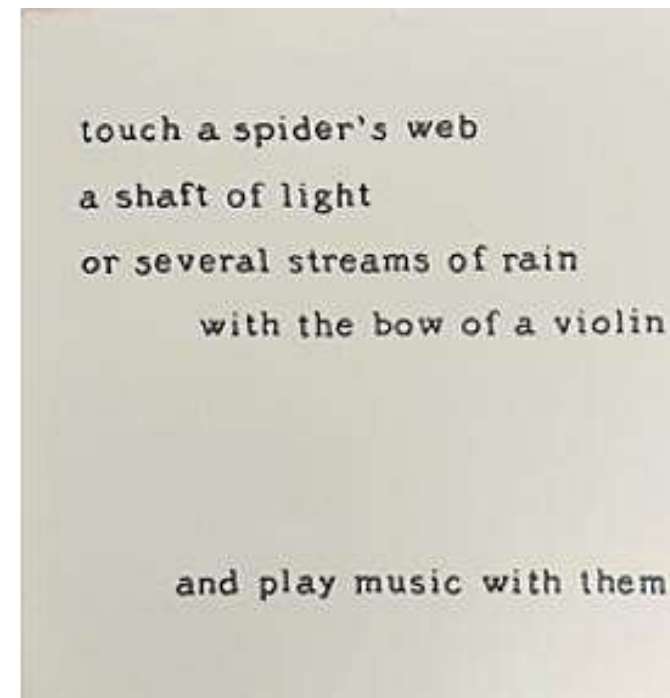 touch a spider's web
a shaft of light
or several streams of rain
with the bow of a violin
and play music with them